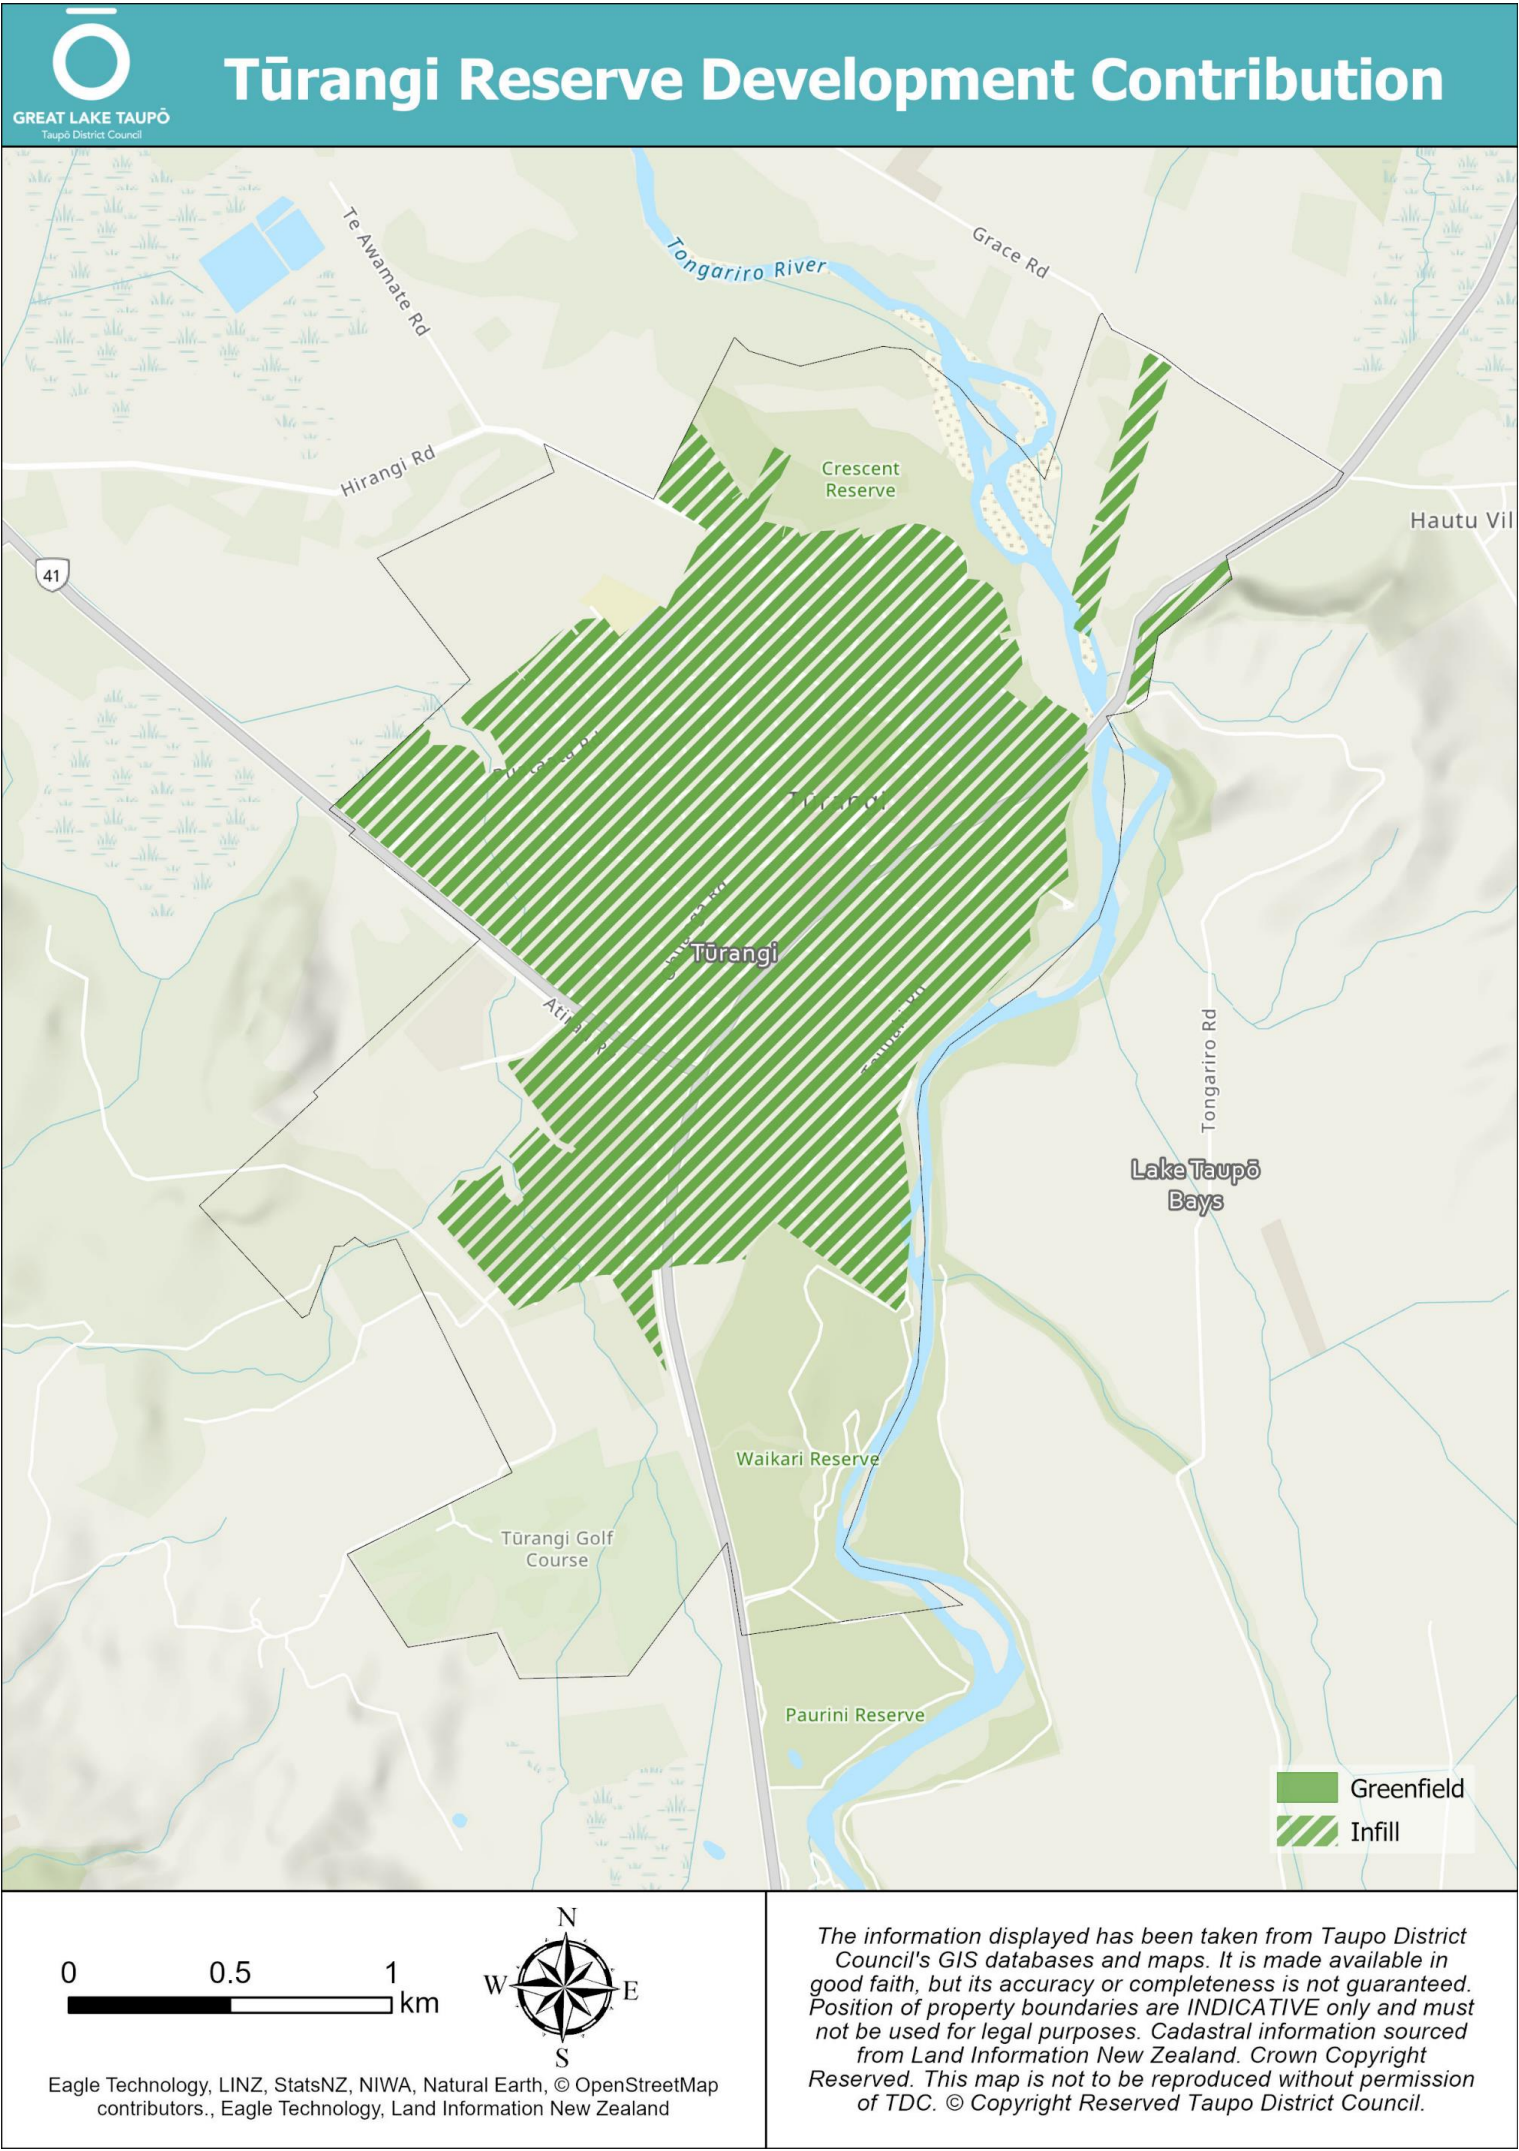 GREAT LAKE TAUPŌ
Taupō District Council
Tūrangi Reserve Development Contribution
Te Awamate Rd
Tongariro River
Grace Rd
Hirangi Rd
Crescent
Reserve
Hautu Vil
41
Tūrangi
Tūrangi
Atirau Rd
Tongariro Rd
Lake Taupō
Bays
Waikari Reserve
Tūrangi Golf
Course
Paurini Reserve
Greenfield
Infill
0 0.5 1
km
N
W E
S
Eagle Technology, LINZ, StatsNZ, NIWA, Natural Earth, © OpenStreetMap
contributors., Eagle Technology, Land Information New Zealand
The information displayed has been taken from Taupo District
Council's GIS databases and maps. It is made available in
good faith, but its accuracy or completeness is not guaranteed.
Position of property boundaries are INDICATIVE only and must
not be used for legal purposes. Cadastral information sourced
from Land Information New Zealand. Crown Copyright
Reserved. This map is not to be reproduced without permission
of TDC. © Copyright Reserved Taupo District Council.